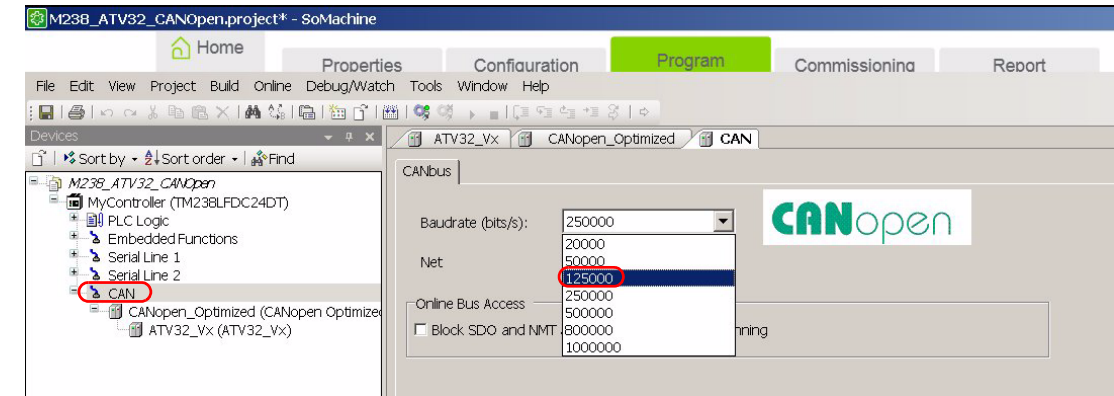 M238_ATV32_CANOpen.project* - SoMachine
Home
Properties Configuration Program Commissioning Report
File Edit View Project Build Online Debug/Watch Tools Window Help
Devices
ATV32_Vx CANopen_Optimized CAN
Sort by Sort order Find
CANbus
M238_ATV32_CANOpen
MyController (TM238LFDC24DT)
PLC Logic
Embedded Functions
Serial Line 1
Serial Line 2
CAN
CANopen_Optimized (CANopen Optimized
ATV32_Vx (ATV32_Vx)
Baudrate (bits/s): 250000
20000
50000
125000
250000
500000
800000
1000000
Net
Online Bus Access
Block SDO and NMT
CANopen